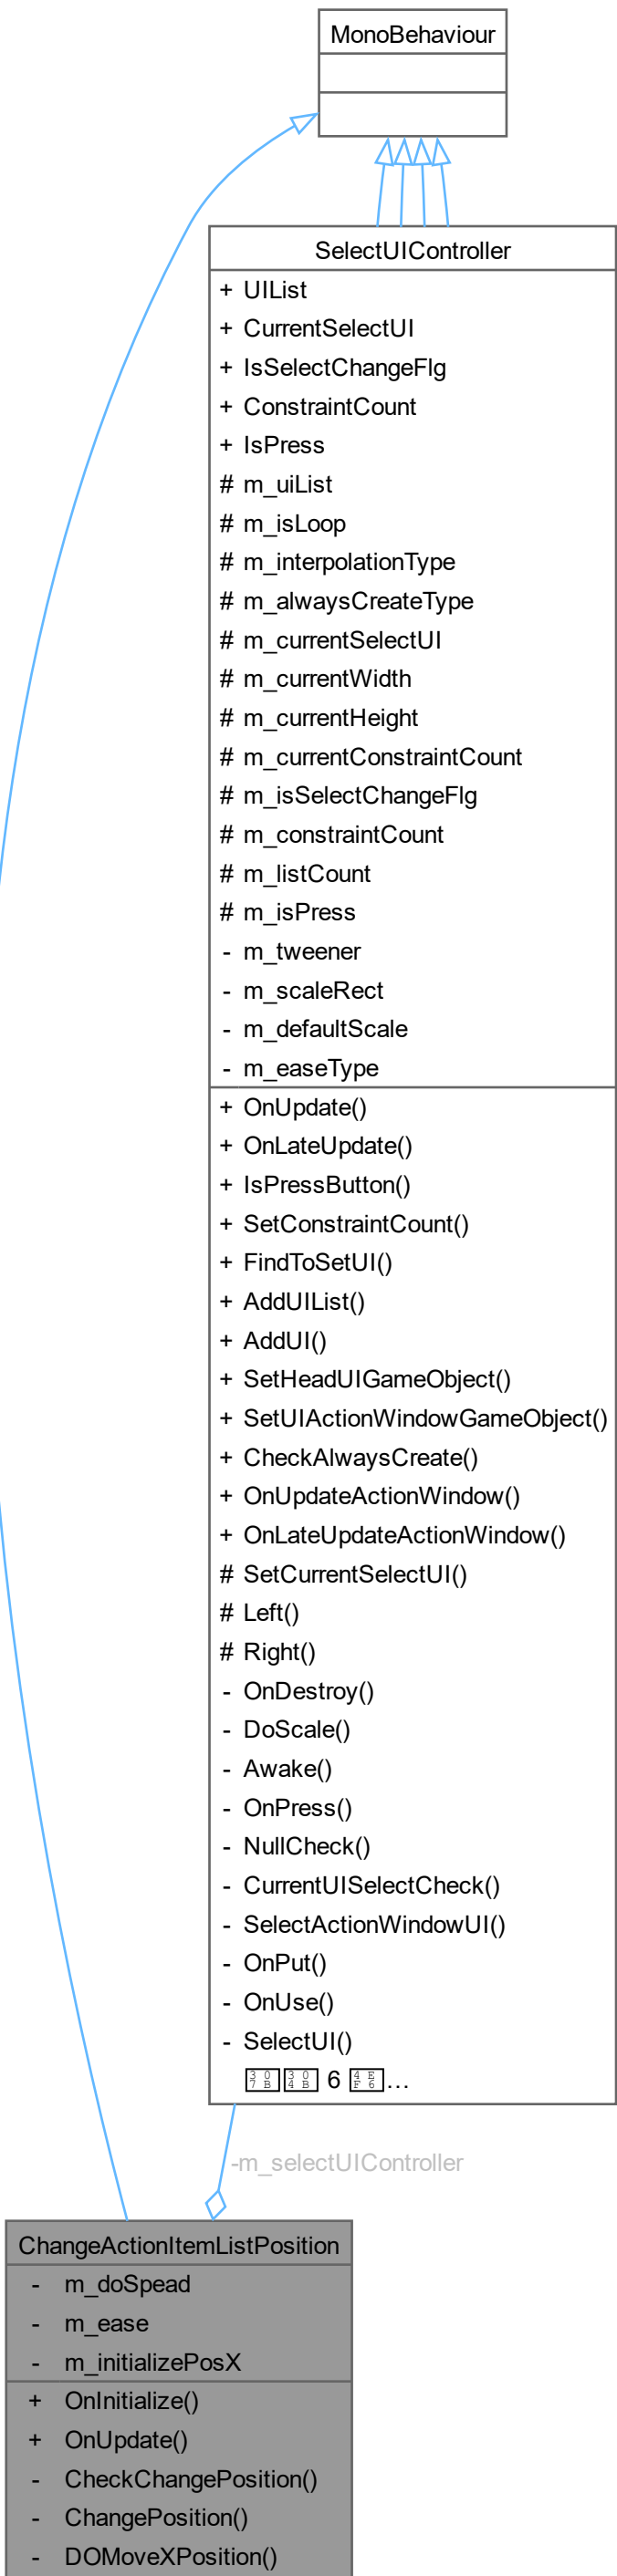 MonoBehaviour
SelectUIController
+ UIList
+ CurrentSelectUI
+ IsSelectChangeFlg
+ ConstraintCount
+ IsPress
# m_uiList
# m_isLoop
# m_interpolationType
# m_alwaysCreateType
# m_currentSelectUI
# m_currentWidth
# m_currentHeight
# m_currentConstraintCount
# m_isSelectChangeFlg
# m_constraintCount
# m_listCount
# m_isPress
- m_tweener
- m_scaleRect
- m_defaultScale
- m_easeType
+ OnUpdate()
+ OnLateUpdate()
+ IsPressButton()
+ SetConstraintCount()
+ FindToSetUI()
+ AddUIList()
+ AddUI()
+ SetHeadUIGameObject()
+ SetUIActionWindowGameObject()
+ CheckAlwaysCreate()
+ OnUpdateActionWindow()
+ OnLateUpdateActionWindow()
# SetCurrentSelectUI()
# Left()
# Right()
- OnDestroy()
- DoScale()
- Awake()
- OnPress()
- NullCheck()
- CurrentUISelectCheck()
- SelectActionWindowUI()
- OnPut()
- OnUse()
- SelectUI()
6 ...
-m_selectUIController
ChangeActionItemListPosition
- m_doSpead
- m_ease
- m_initializePosX
+ OnInitialize()
+ OnUpdate()
- CheckChangePosition()
- ChangePosition()
- DOMoveXPosition()